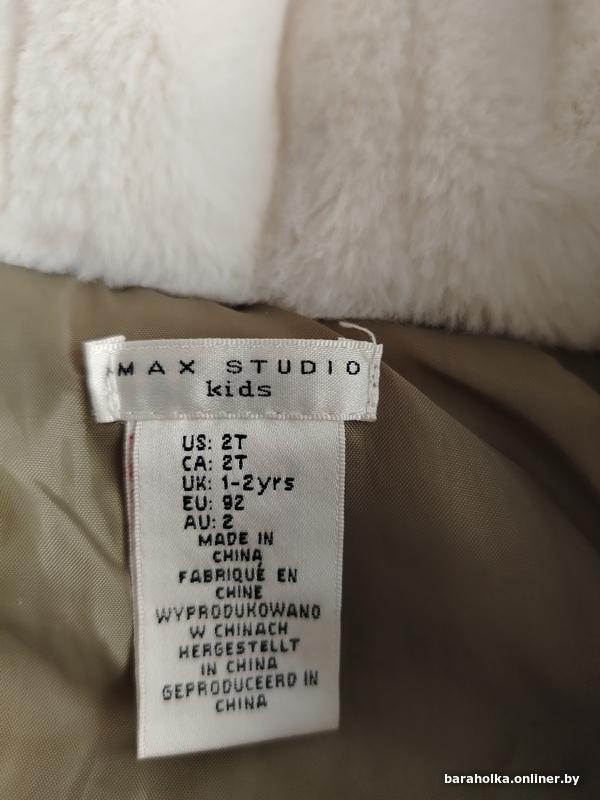 MAX STUDIO
kids
US: 2T
CA: 2T
UK: 1-2yrs
EU: 92
AU: 2
MADE IN
CHINA
FABRIQUÉ EN
CHINE
WYPRODUKOWANO
W CHINACH
HERGESTELLT
IN CHINA
GEPRODUCEERD IN
CHINA
baraholka.onliner.by